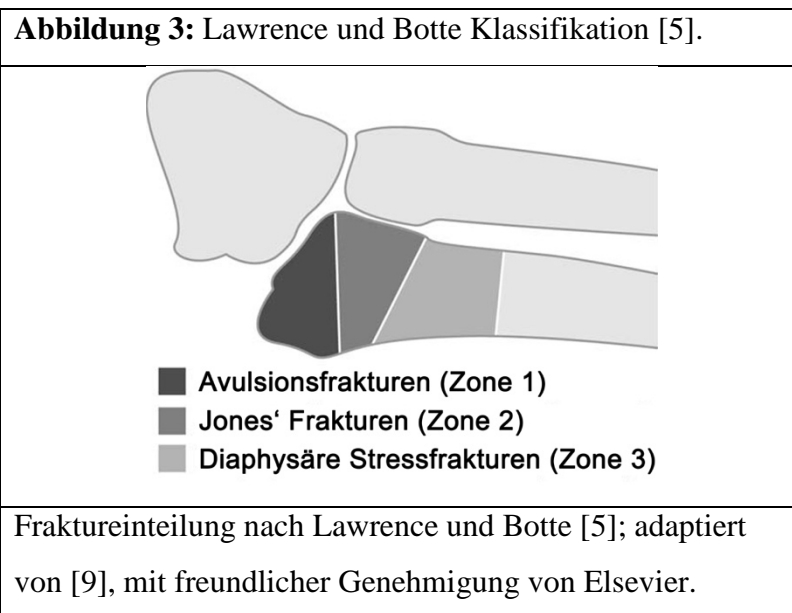 Abbildung 3: Lawrence und Botte Klassifikation [5].
Avulsionsfrakturen (Zone 1)
Jones‘ Frakturen (Zone 2)
Diaphysäre Stressfrakturen (Zone 3)
Fraktureinteilung nach Lawrence und Botte [5]; adaptiert
von [9], mit freundlicher Genehmigung von Elsevier.